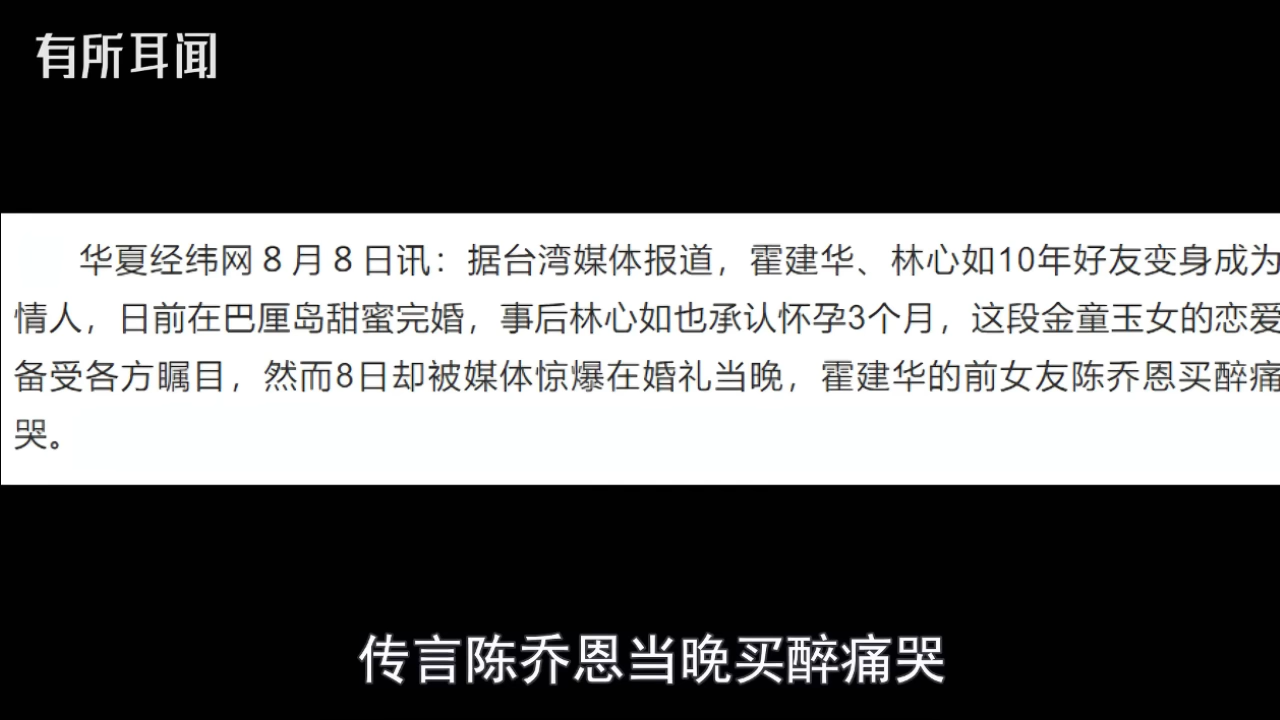 有所耳闻
华夏经纬网８月８日讯：据台湾媒体报道，霍建华、林心如10年好友变身成为
情人，日前在巴厘岛甜蜜完婚，事后林心如也承认怀孕3个月，这段金童玉女的恋爱
备受各方瞩目，然而8日却被媒体惊爆在婚礼当晚，霍建华的前女友陈乔恩买醉痛
哭。
传言陈乔恩当晚买醉痛哭